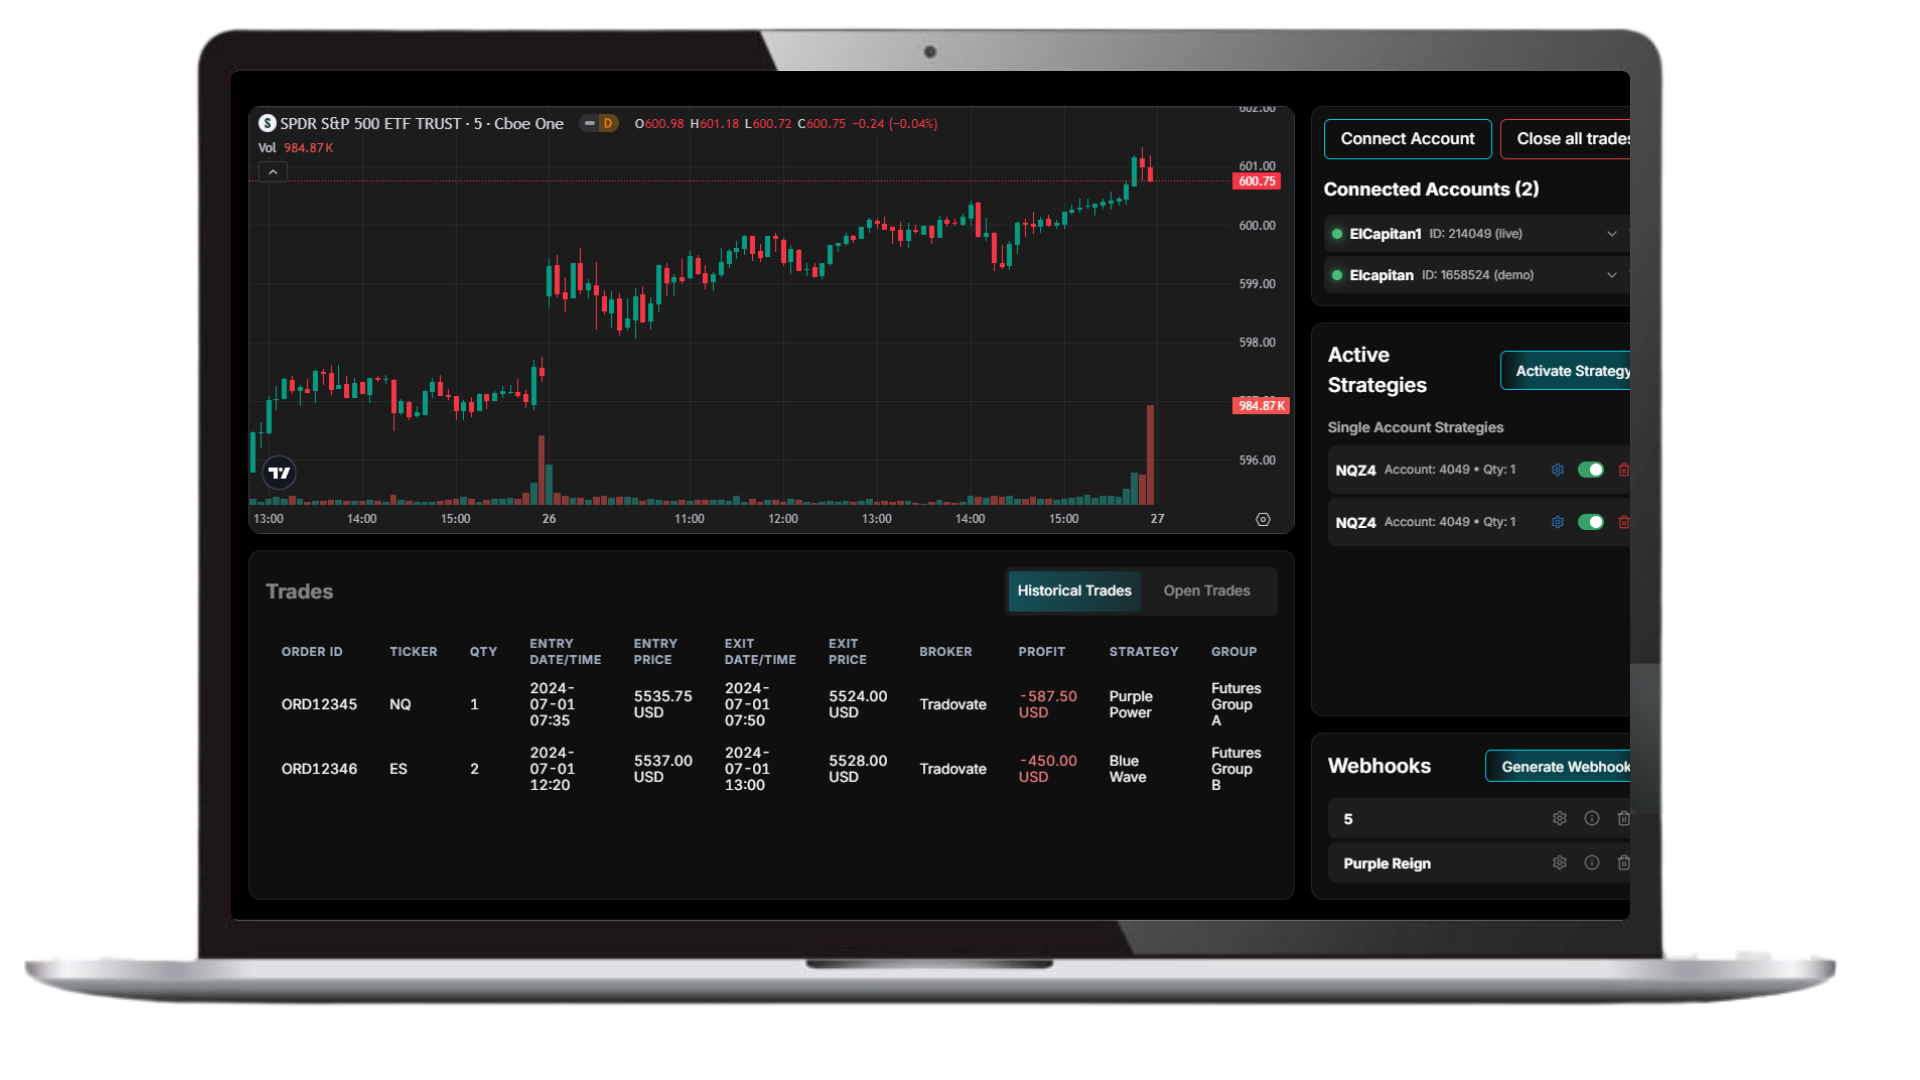 SPDR S&P 500 ETF TRUST · 5 · Cboe One D O600.98 H601.18 L600.72 C600.75 −0.24 (−0.04%)
Vol 984.87K
602.00
601.00
600.75
600.00
599.00
598.00
984.87K
596.00
13:00 14:00 15:00 26 11:00 12:00 13:00 14:00 15:00 27
Trades
Historical Trades Open Trades
ORDER ID TICKER QTY ENTRY DATE/TIME ENTRY PRICE EXIT DATE/TIME EXIT PRICE BROKER PROFIT STRATEGY GROUP
ORD12345 NQ 1 2024-07-01 07:35 5535.75 USD 2024-07-01 07:50 5524.00 USD Tradovate -587.50 USD Purple Power Futures Group A
ORD12346 ES 2 2024-07-01 12:20 5537.00 USD 2024-07-01 13:00 5528.00 USD Tradovate -450.00 USD Blue Wave Futures Group B
Connect Account Close all trades
Connected Accounts (2)
ElCapitan1 ID: 214049 (live)
Elcapitan ID: 1658524 (demo)
Active
Strategies
Activate Strategy
Single Account Strategies
NQZ4 Account: 4049 • Qty: 1
NQZ4 Account: 4049 • Qty: 1
Webhooks Generate Webhook
5
Purple Reign